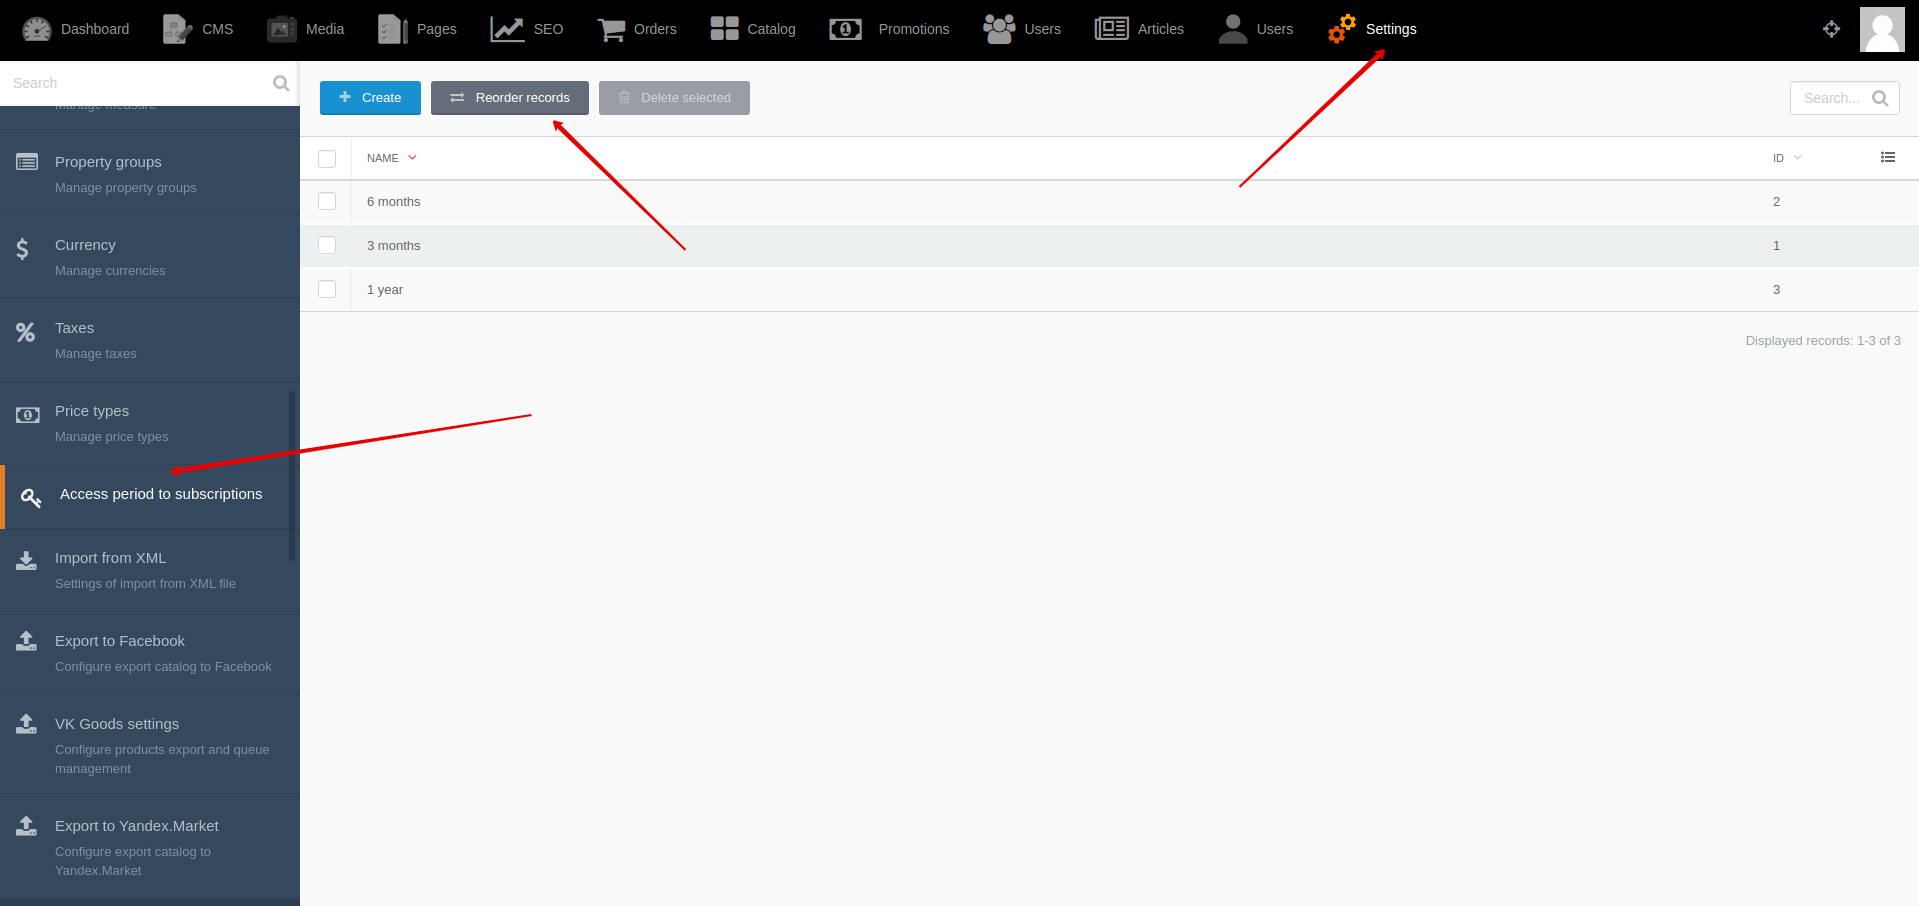 Dashboard CMS Media Pages SEO Orders Catalog Promotions Users Articles Users Settings
Search
Manage measure
Property groups
Manage property groups
Currency
Manage currencies
Taxes
Manage taxes
Price types
Manage price types
Access period to subscriptions
Import from XML
Settings of import from XML file
Export to Facebook
Configure export catalog to Facebook
VK Goods settings
Configure products export and queue
management
Export to Yandex.Market
Configure export catalog to
Yandex.Market
Create Reorder records Delete selected Search...
NAME ID
6 months 2
3 months 1
1 year 3
Displayed records: 1-3 of 3